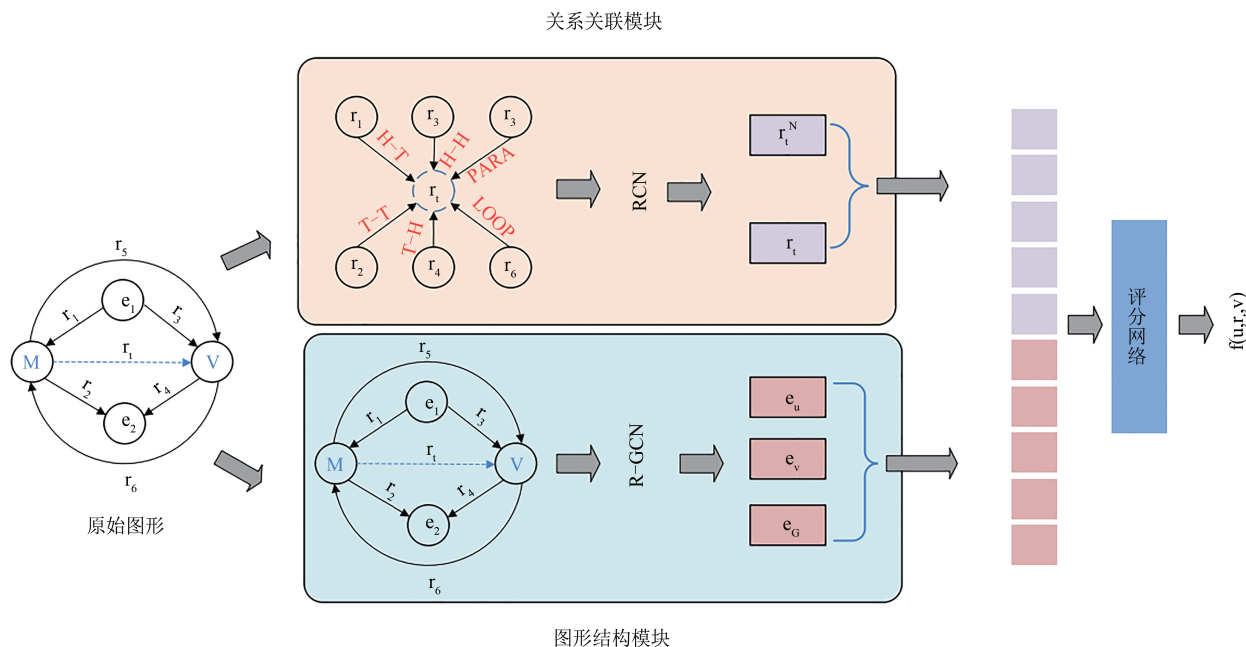 关系关联模块
r₁
r₃
r₃
H-T
H-H
PARA
rₜ
T-T
T-H
LOOP
r₂
r₄
r₆
RCN
rₜᴺ
rₜ
r₅
e₁
r₁
r₃
M
rₜ
V
r₂
r₄
e₂
r₆
原始图形
r₅
e₁
r₁
r₃
M
rₜ
V
r₂
r₄
e₂
r₆
R-GCN
eᵤ
eᵥ
e_G
图形结构模块
评分网络
f(u,r,v)